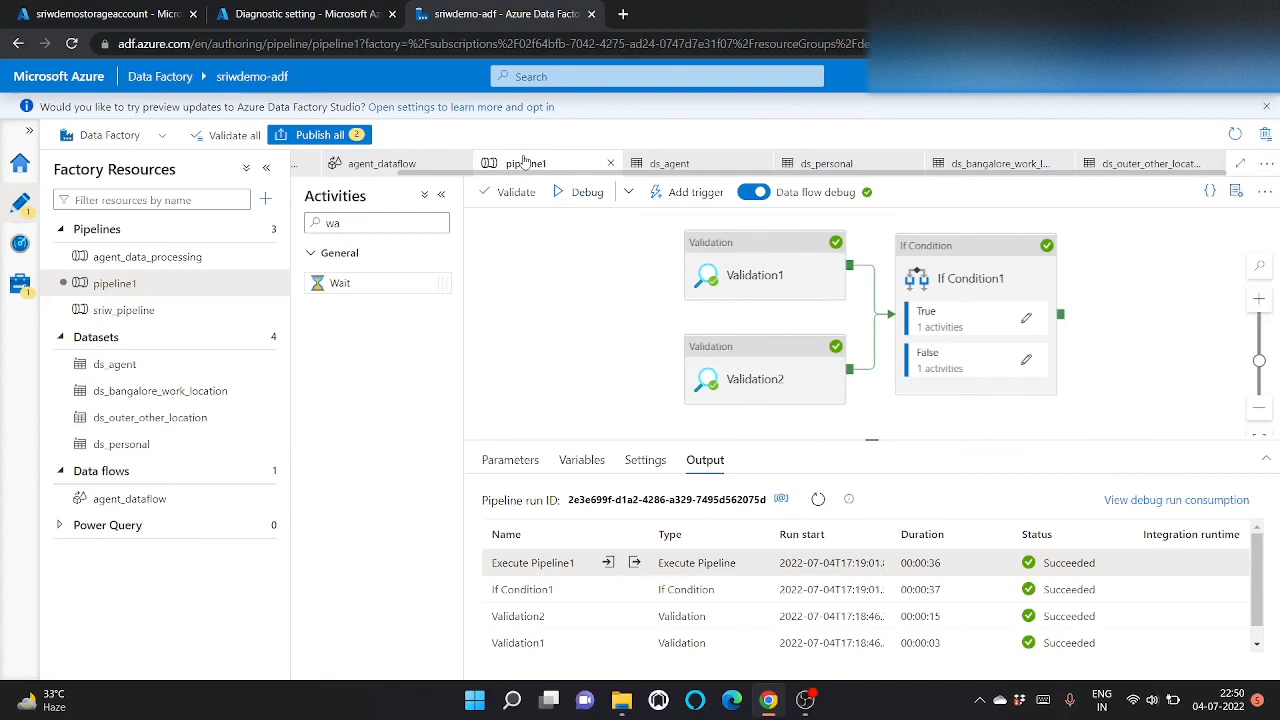 sriwdemostorageaccount - Micros
Diagnostic setting - Microsoft Az
sriwdemo-adf - Azure Data Facto
adf.azure.com/en/authoring/pipeline/pipeline1?factory=%2Fsubscriptions%2F02f64bfb-7042-4275-ad24-0747d7e31f07%2FresourceGroups%2Fde
Microsoft Azure
Data Factory
sriwdemo-adf
Search
Would you like to try preview updates to Azure Data Factory Studio? Open settings to learn more and opt in
Data Factory
Validate all
Publish all 2
Factory Resources
... agent_dataflow
pipeline1
ds_agent
ds_personal
ds_bangalore_work_l...
ds_outer_other_locat...
Filter resources by name
Activities
Validate
Debug
Add trigger
Data flow debug
wa
Pipelines 3
agent_data_processing
pipeline1
sriw_pipeline
Datasets 4
ds_agent
ds_bangalore_work_location
ds_outer_other_location
ds_personal
Data flows 1
agent_dataflow
Power Query 0
1
1
General
Wait
Validation
Validation1
Validation
Validation2
If Condition
If Condition1
True
1 activities
False
1 activities
Parameters
Variables
Settings
Output
Pipeline run ID: 2e3e699f-d1a2-4286-a329-7495d562075d
View debug run consumption
Name Type Run start Duration Status Integration runtime
Execute Pipeline1 Execute Pipeline 2022-07-04T17:19:01. 00:00:36 Succeeded
If Condition1 If Condition 2022-07-04T17:19:01. 00:00:37 Succeeded
Validation2 Validation 2022-07-04T17:18:46. 00:00:15 Succeeded
Validation1 Validation 2022-07-04T17:18:46. 00:00:03 Succeeded
33°C
Haze
ENG
IN
22:50
04-07-2022
5